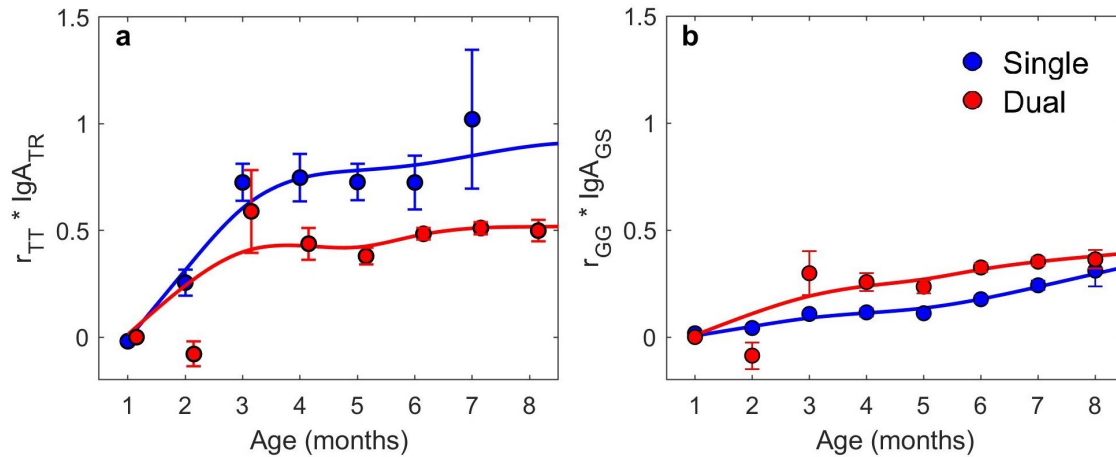 a
1.5
1
0.5
0
r_TT * IgA_TR
1 2 3 4 5 6 7 8
Age (months)
b
Single
Dual
1.5
1
0.5
0
r_GG * IgA_GS
1 2 3 4 5 6 7 8
Age (months)